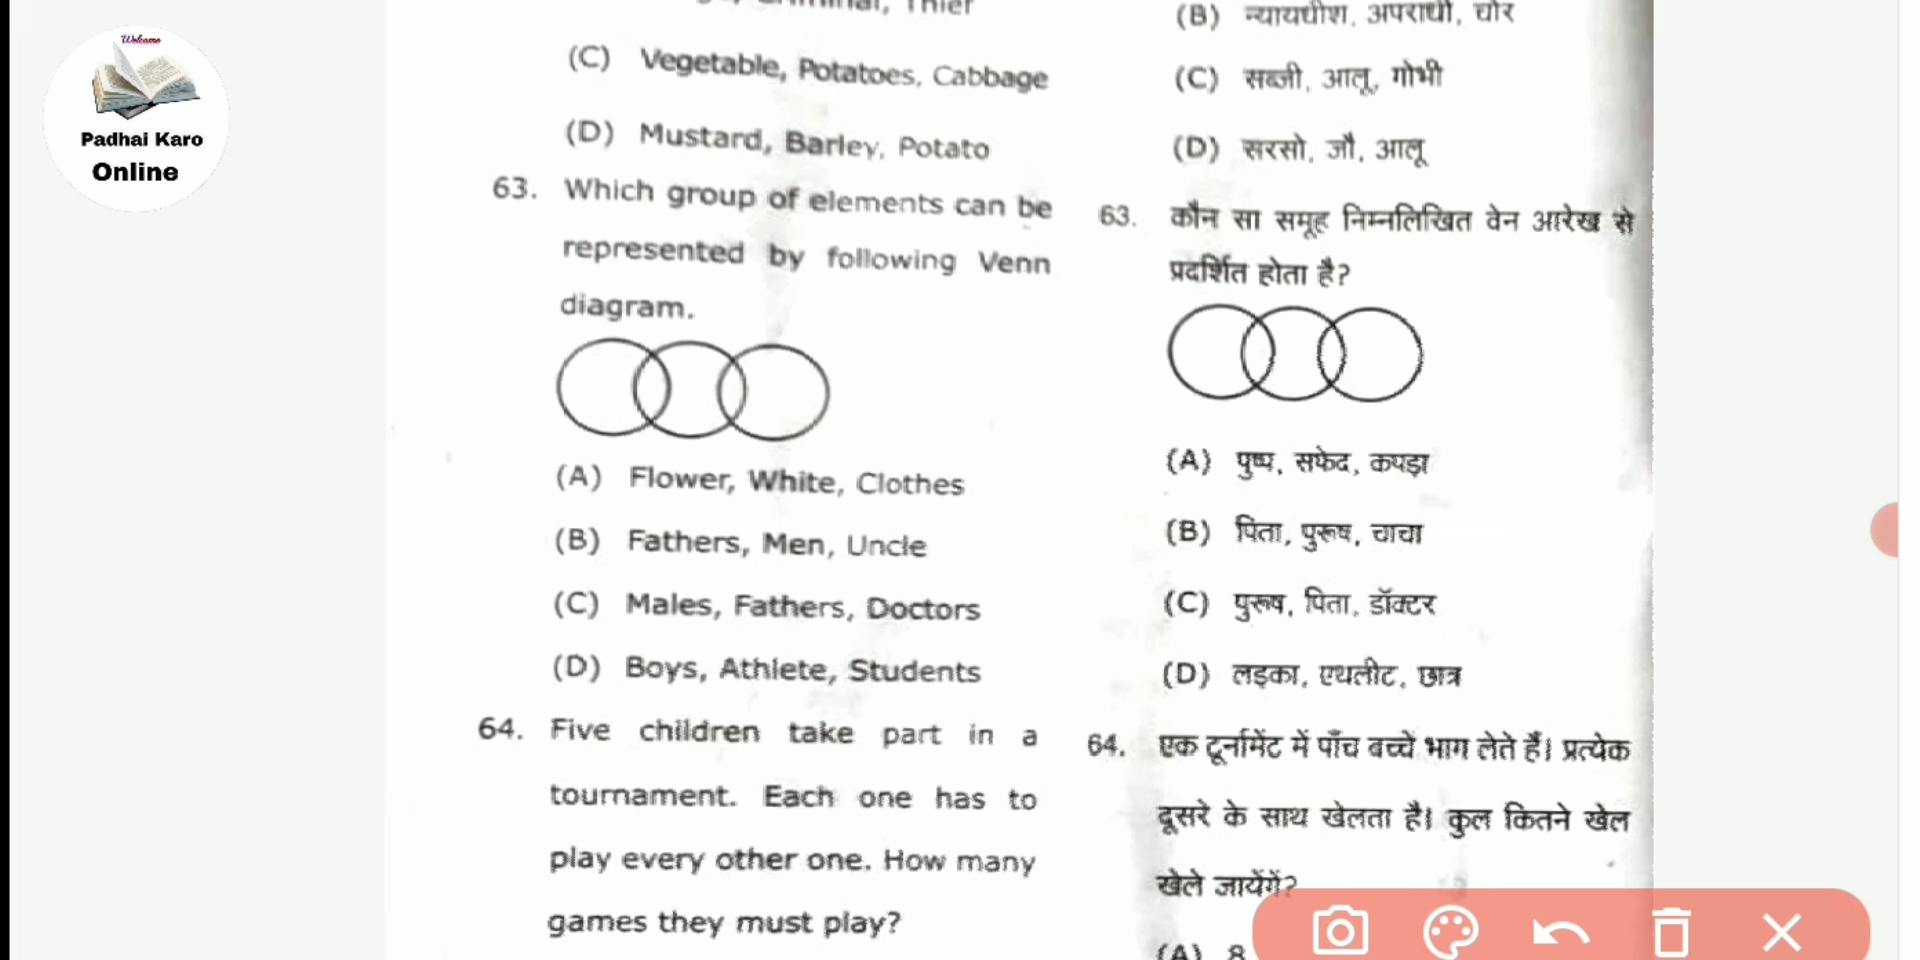 Welcome
Padhai Karo
Online
Thief
(C) Vegetable, Potatoes, Cabbage
(D) Mustard, Barley, Potato
63. Which group of elements can be
represented by following Venn
diagram.
(A) Flower, White, Clothes
(B) Fathers, Men, Uncle
(C) Males, Fathers, Doctors
(D) Boys, Athlete, Students
64. Five children take part in a
tournament. Each one has to
play every other one. How many
games they must play?
(B) न्यायधीश, अपराधी, चोर
(C) सब्जी, आलू, गोभी
(D) सरसो, जौ, आलू
63. कौन सा समूह निम्नलिखित वेन आरेख से
प्रदर्शित होता है?
(A) पुष्प, सफेद, कपड़ा
(B) पिता, पुरूष, चाचा
(C) पुरूष, पिता, डॉक्टर
(D) लड़का, एथलीट, छात्र
64. एक टूर्नामेंट में पाँच बच्चें भाग लेते हैं। प्रत्येक
दूसरे के साथ खेलता है। कुल कितने खेल
खेले जायेंगें?
(A) 8